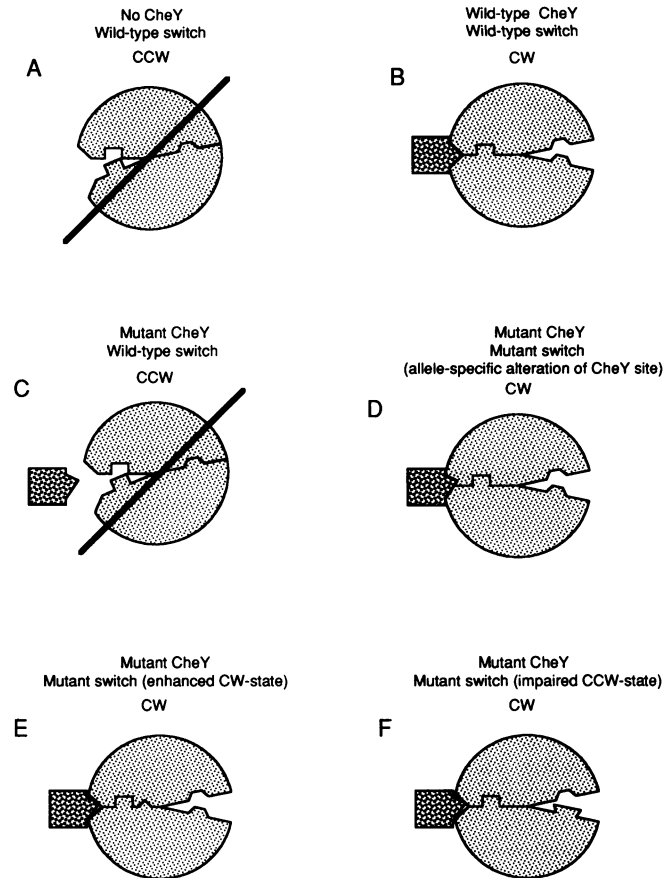 No CheY
Wild-type switch
CCW
A
Wild-type CheY
Wild-type switch
CW
B
Mutant CheY
Wild-type switch
CCW
C
Mutant CheY
Mutant switch
(allele-specific alteration of CheY site)
CW
D
Mutant CheY
Mutant switch (enhanced CW-state)
CW
E
Mutant CheY
Mutant switch (impaired CCW-state)
CW
F